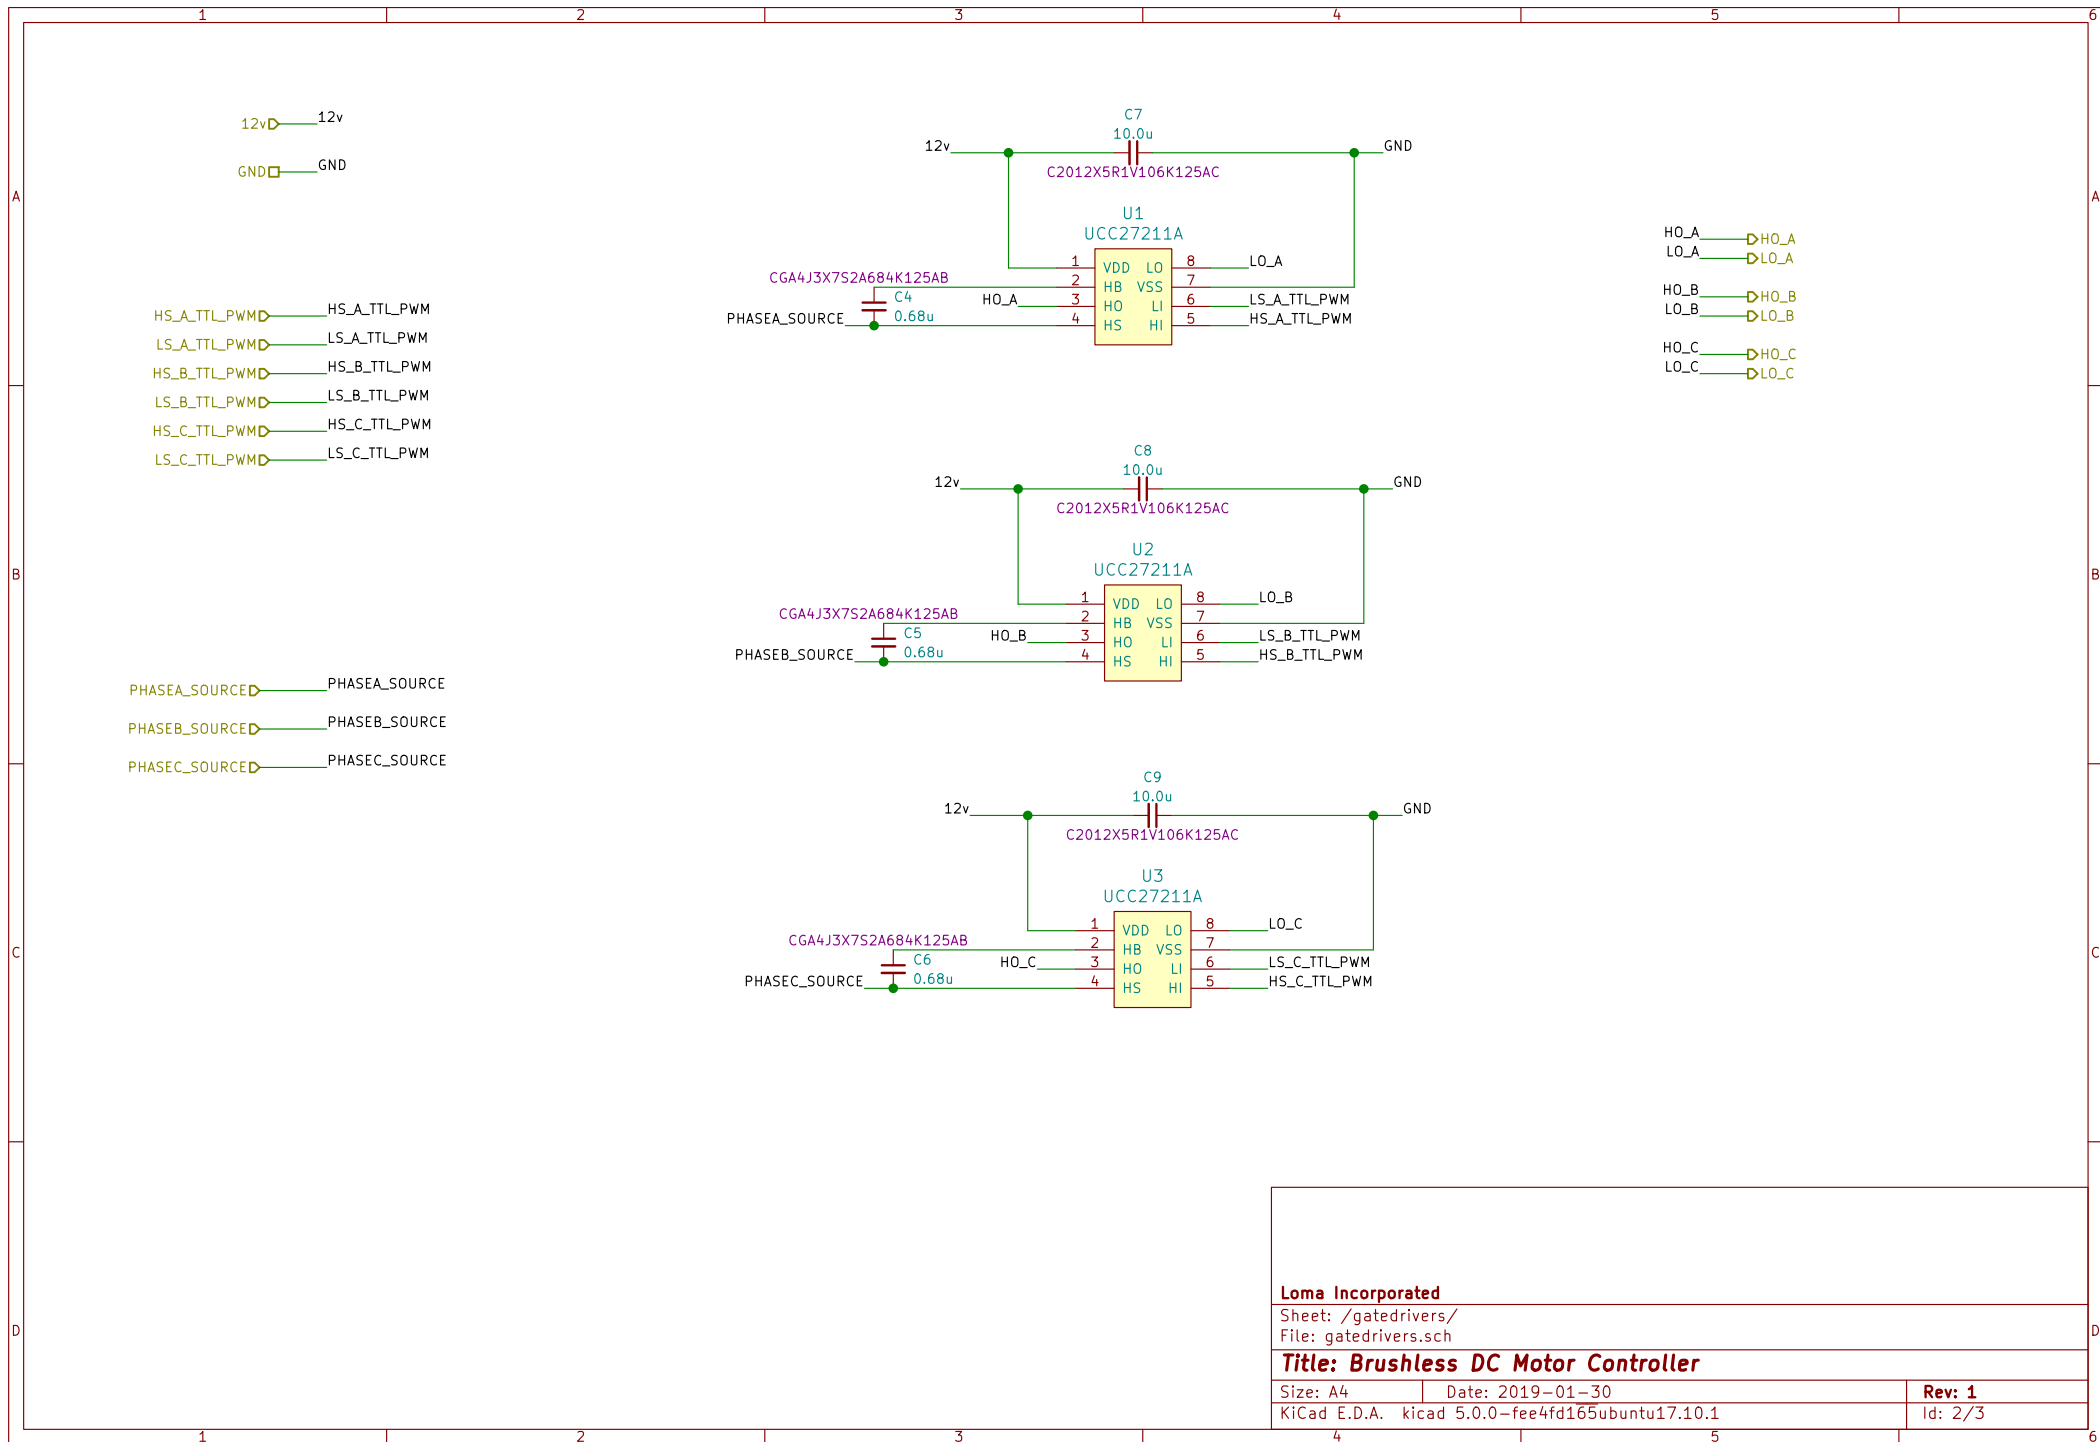 1 2 3 4 5 6
12v 12v
GND GND
HS_A_TTL_PWM HS_A_TTL_PWM
LS_A_TTL_PWM LS_A_TTL_PWM
HS_B_TTL_PWM HS_B_TTL_PWM
LS_B_TTL_PWM LS_B_TTL_PWM
HS_C_TTL_PWM HS_C_TTL_PWM
LS_C_TTL_PWM LS_C_TTL_PWM
PHASEA_SOURCE PHASEA_SOURCE
PHASEB_SOURCE PHASEB_SOURCE
PHASEC_SOURCE PHASEC_SOURCE
C7
10.0u
12v GND
C2012X5R1V106K125AC
U1
UCC27211A
1 VDD LO 8 LO_A
CGA4J3X7S2A684K125AB
2 HB VSS 7
C4
HO_A 3 HO LI 6 LS_A_TTL_PWM
0.68u
PHASEA_SOURCE 4 HS HI 5 HS_A_TTL_PWM
C8
10.0u
12v GND
C2012X5R1V106K125AC
U2
UCC27211A
1 VDD LO 8 LO_B
CGA4J3X7S2A684K125AB
2 HB VSS 7
C5
HO_B 3 HO LI 6 LS_B_TTL_PWM
0.68u
PHASEB_SOURCE 4 HS HI 5 HS_B_TTL_PWM
C9
10.0u
12v GND
C2012X5R1V106K125AC
U3
UCC27211A
1 VDD LO 8 LO_C
CGA4J3X7S2A684K125AB
2 HB VSS 7
C6
HO_C 3 HO LI 6 LS_C_TTL_PWM
0.68u
PHASEC_SOURCE 4 HS HI 5 HS_C_TTL_PWM
HO_A HO_A
LO_A LO_A
HO_B HO_B
LO_B LO_B
HO_C HO_C
LO_C LO_C
A A
B B
C C
D D
Loma Incorporated
Sheet: /gatedrivers/
File: gatedrivers.sch
Title: Brushless DC Motor Controller
Size: A4 Date: 2019-01-30 Rev: 1
KiCad E.D.A. kicad 5.0.0-fee4fd165ubuntu17.10.1 Id: 2/3
1 2 3 4 5 6